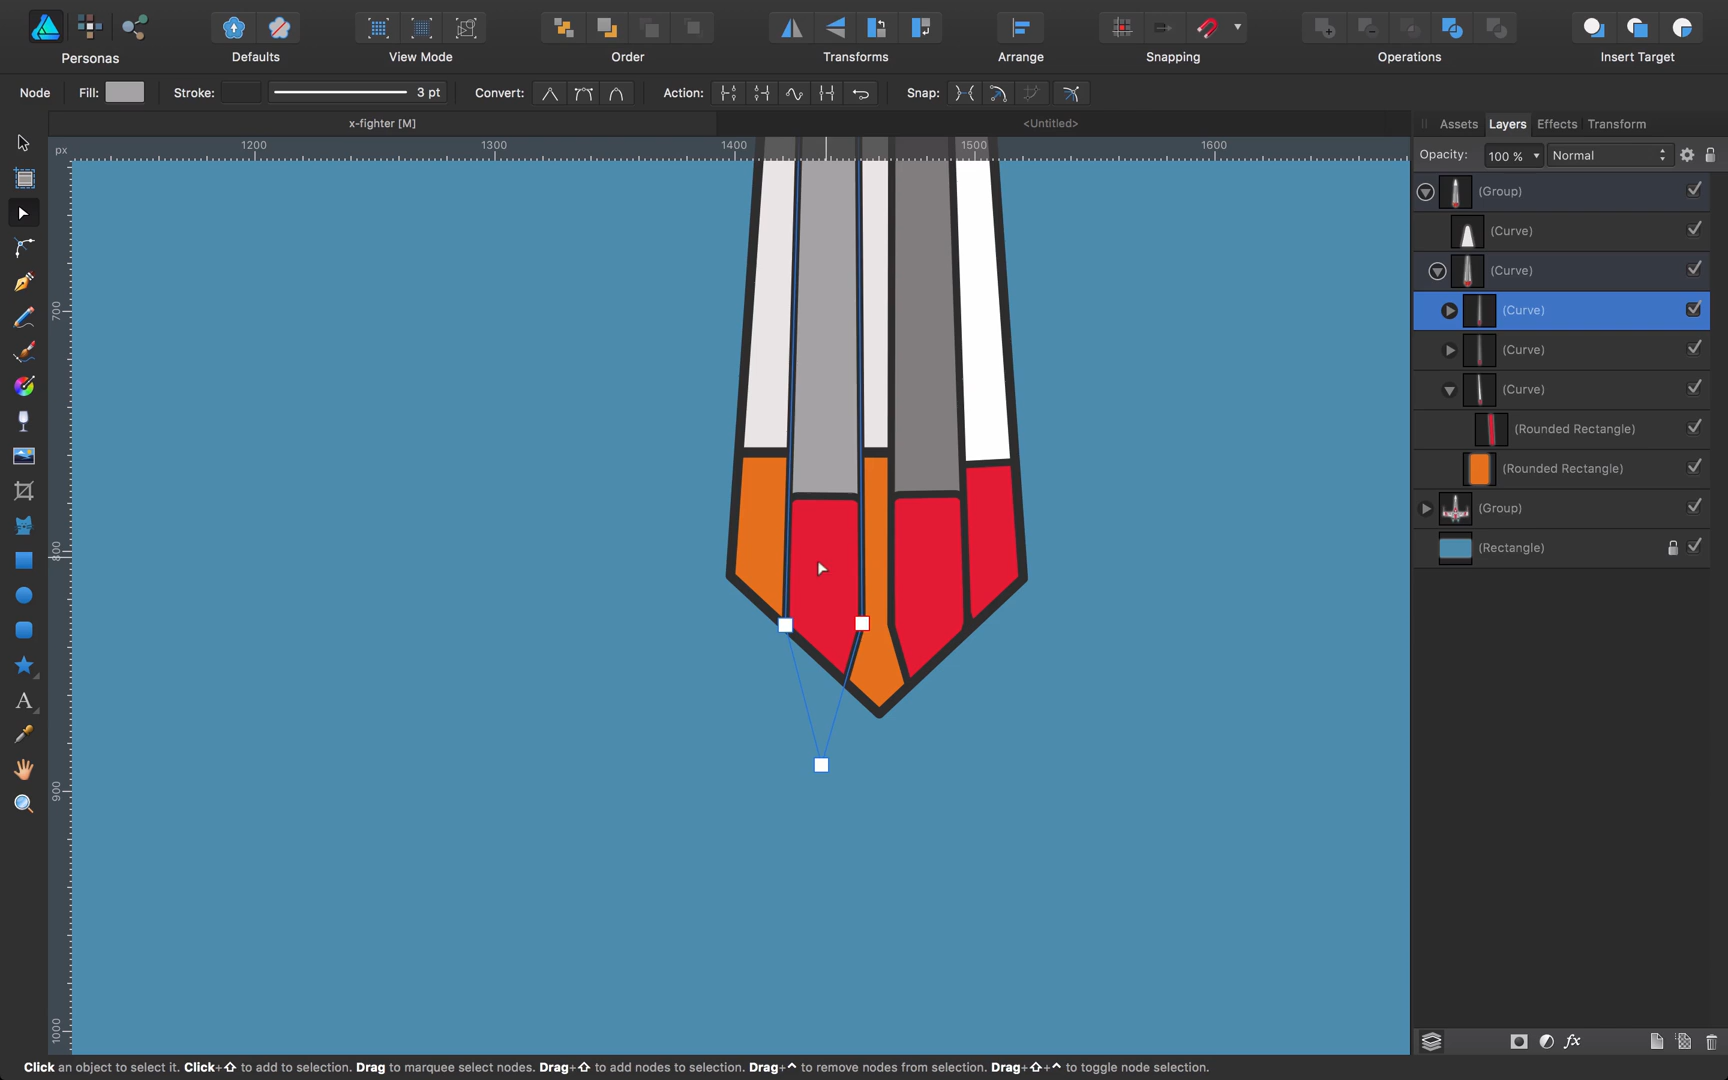 Personas
Defaults
View Mode
Order
Transforms
Arrange
Snapping
Operations
Insert Target
Node
Fill:
Stroke:
3 pt
Convert:
Action:
Snap:
x-fighter [M]
<Untitled>
Assets
Layers
Effects
Transform
px
1200
1300
1400
1500
1600
Opacity:
100 %
Normal
(Group)
(Curve)
(Curve)
(Curve)
(Curve)
(Curve)
(Rounded Rectangle)
(Rounded Rectangle)
(Group)
(Rectangle)
700
800
900
1000
A
fx
Click an object to select it. Click+⇧ to add to selection. Drag to marquee select nodes. Drag+⇧ to add nodes to selection. Drag+⌃ to remove nodes from selection. Drag+⇧+⌃ to toggle node selection.